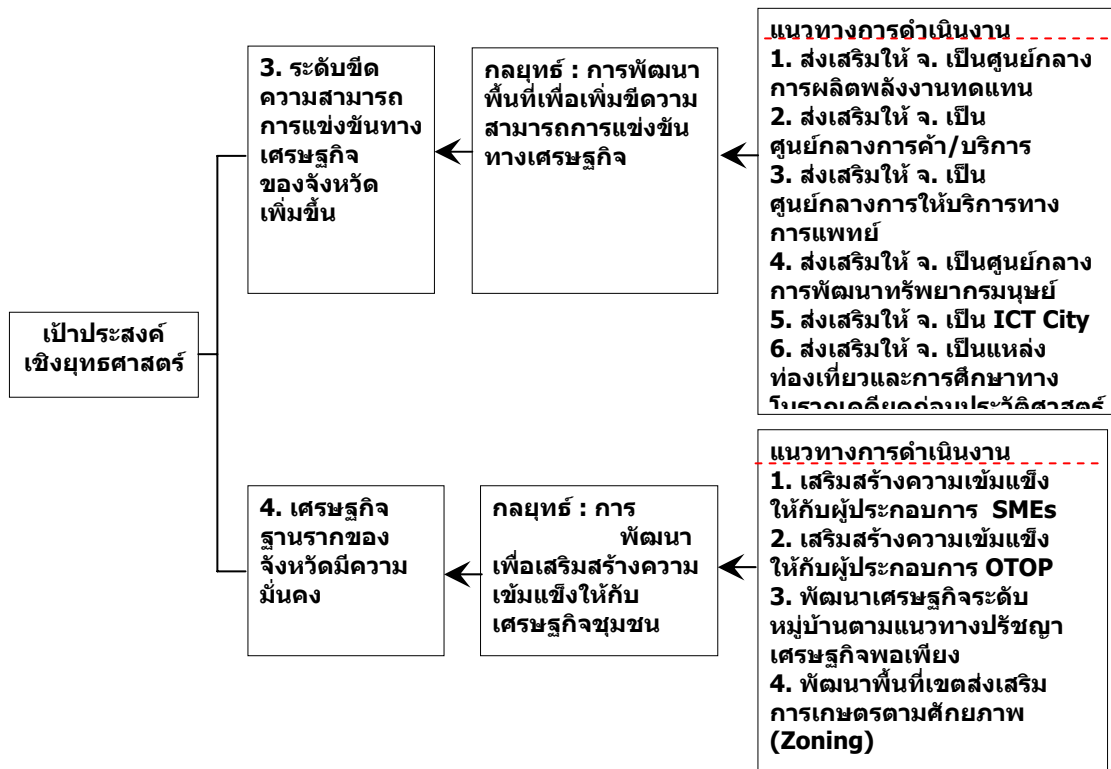 เป้าประสงค์
เชิงยุทธศาสตร์
3. ระดับขีด
ความสามารถ
การแข่งขันทาง
เศรษฐกิจ
ของจังหวัด
เพิ่มขึ้น
กลยุทธ์ : การพัฒนา
พื้นที่เพื่อเพิ่มขีดวาม
สามารถการแข่งขัน
ทางเศรษฐกิจ
แนวทางการดำเนินงาน
1. ส่งเสริมให้ จ. เป็นศูนย์กลาง
การผลิตพลังงานทดแทน
2. ส่งเสริมให้ จ. เป็น
ศูนย์กลางการค้า/บริการ
3. ส่งเสริมให้ จ. เป็น
ศูนย์กลางการให้บริการทาง
การแพทย์
4. ส่งเสริมให้ จ. เป็นศูนย์กลาง
การพัฒนาทรัพยากรมนุษย์
5. ส่งเสริมให้ จ. เป็น ICT City
6. ส่งเสริมให้ จ. เป็นแหล่ง
ท่องเที่ยวและการศึกษาทาง
4. เศรษฐกิจ
ฐานรากของ
จังหวัดมีความ
มั่นคง
กลยุทธ์ : การ
พัฒนา
เพื่อเสริมสร้างความ
เข้มแข็งให้กับ
เศรษฐกิจชุมชน
แนวทางการดำเนินงาน
1. เสริมสร้างความเข้มแข็ง
ให้กับผู้ประกอบการ SMEs
2. เสริมสร้างความเข้มแข็ง
ให้กับผู้ประกอบการ OTOP
3. พัฒนาเศรษฐกิจระดับ
หมู่บ้านตามแนวทางปรัชญา
เศรษฐกิจพอเพียง
4. พัฒนาพื้นที่เขตส่งเสริม
การเกษตรตามศักยภาพ
(Zoning)